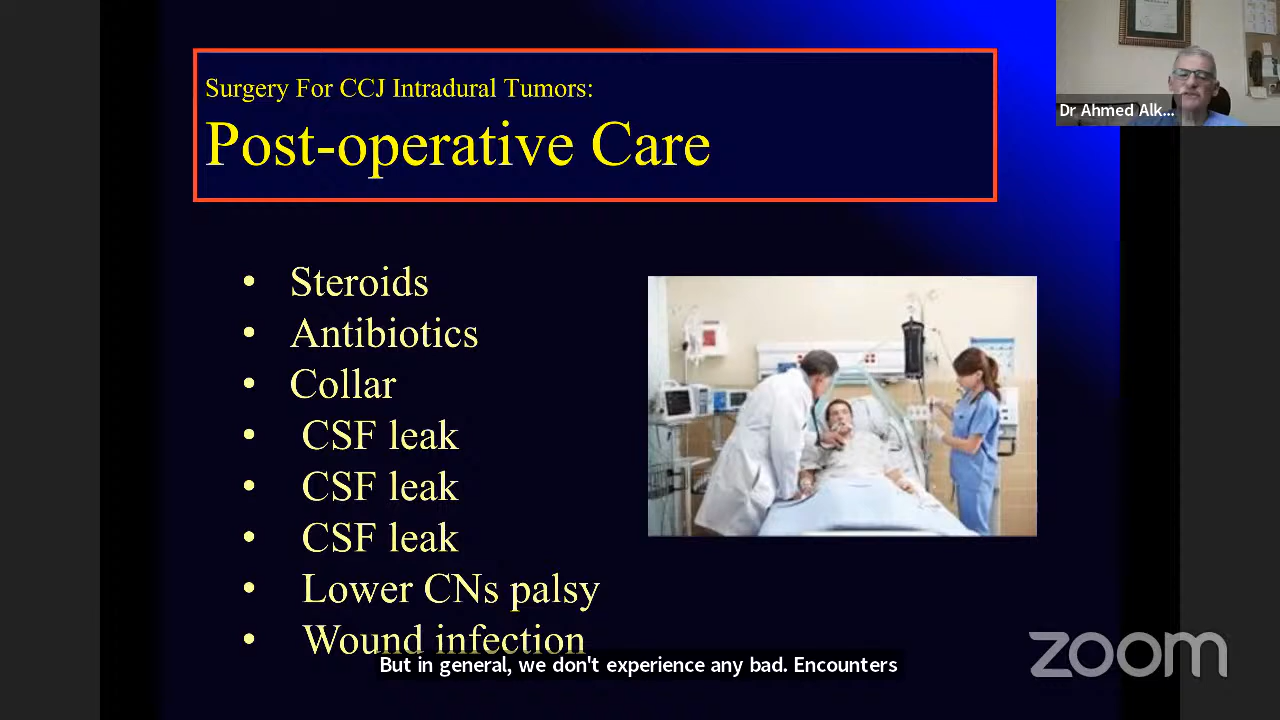 Surgery For CCJ Intradural Tumors:
Post-operative Care
Dr Ahmed Alk...
• Steroids
• Antibiotics
• Collar
• CSF leak
• CSF leak
• CSF leak
• Lower CNs palsy
• Wound infection
But in general, we don't experience any bad. Encounters
zoom